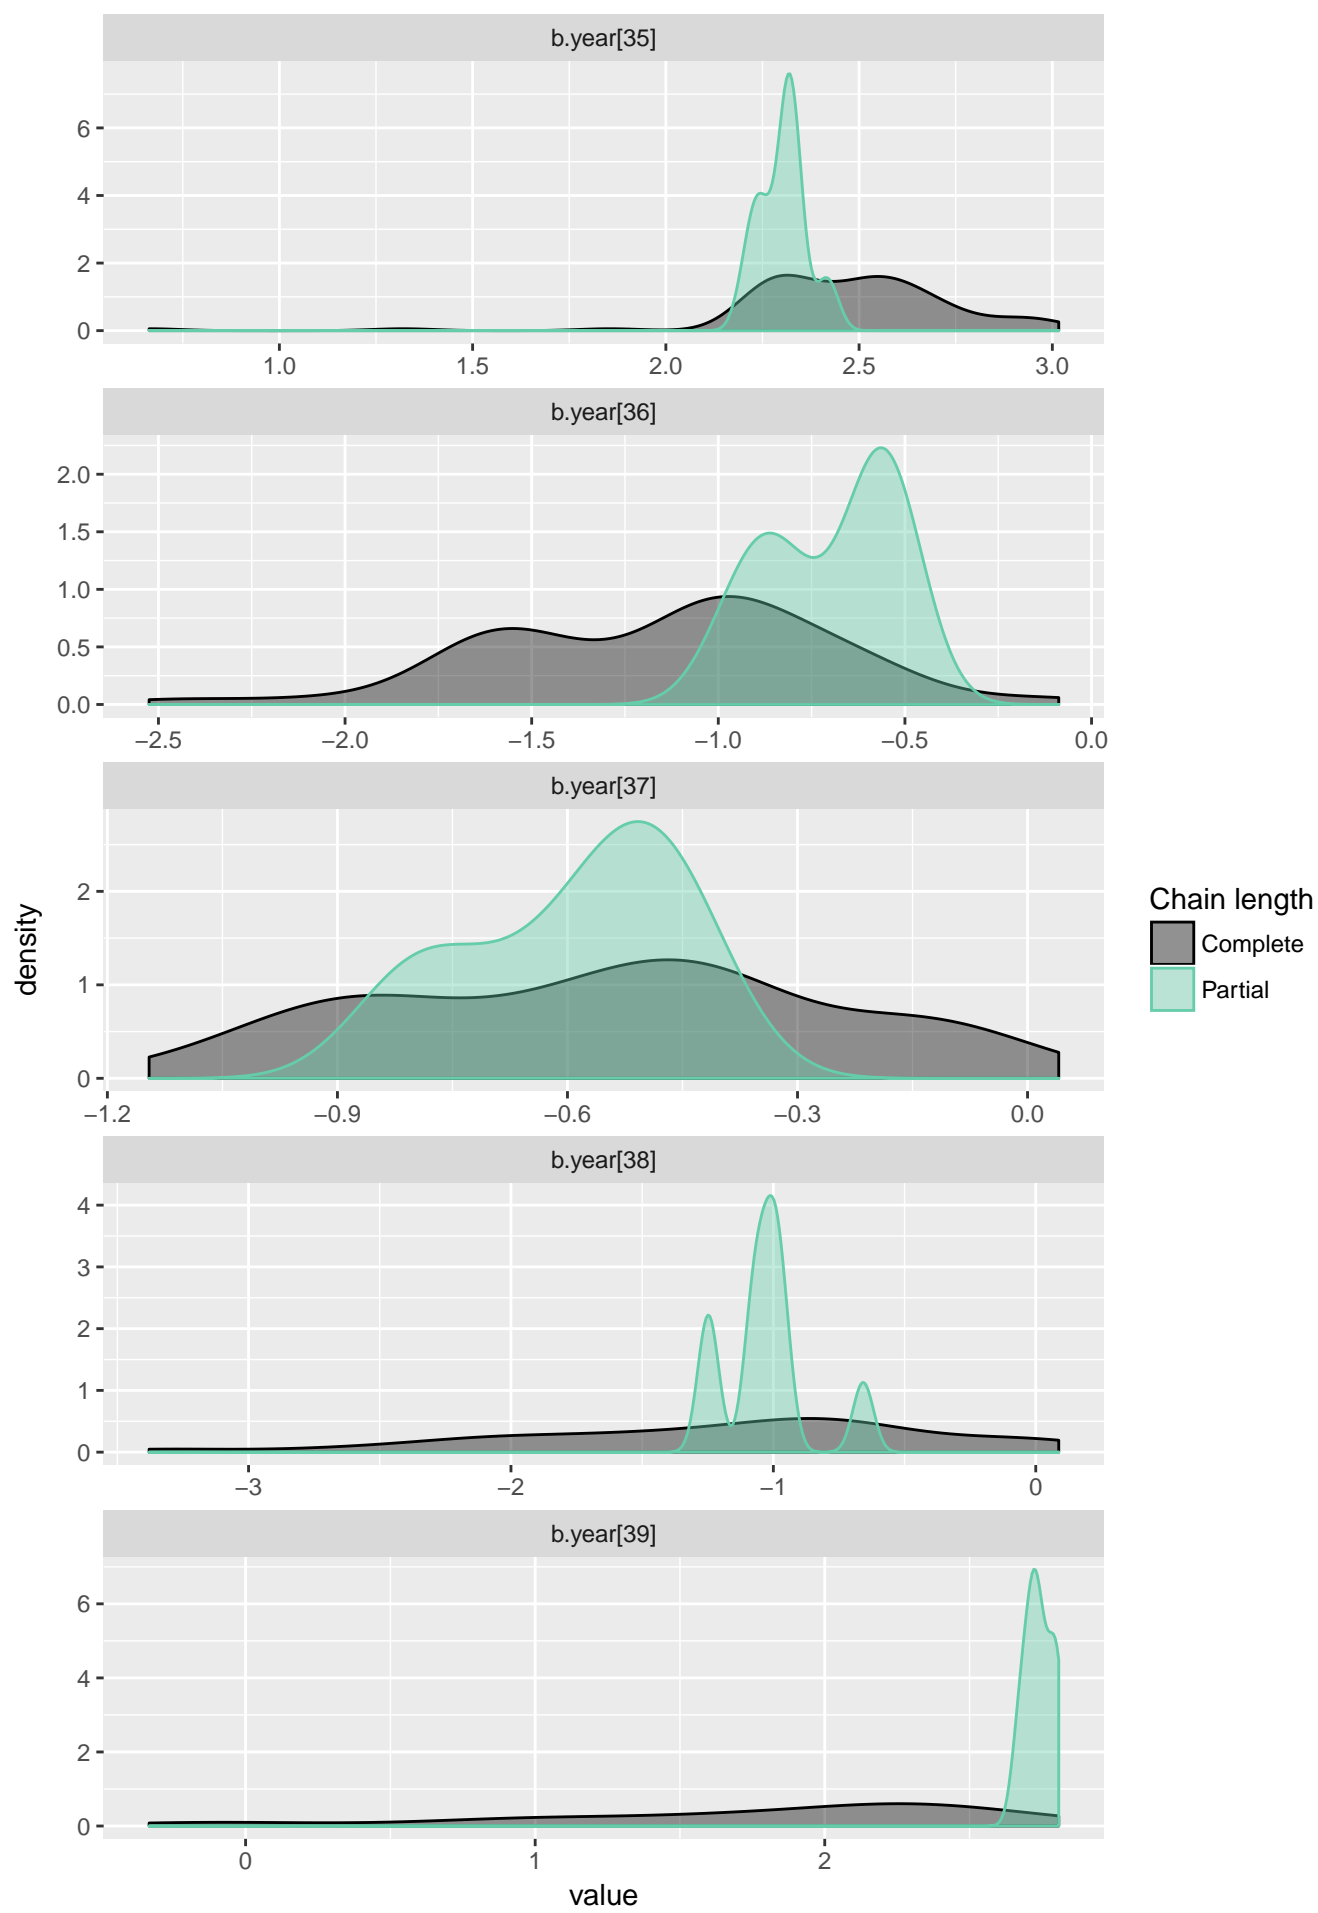 b.year[35]
6
4
2
0
1.0 1.5 2.0 2.5 3.0
b.year[36]
2.0
1.5
1.0
0.5
0.0
−2.5 −2.0 −1.5 −1.0 −0.5 0.0
b.year[37]
2
1
0
−1.2 −0.9 −0.6 −0.3 0.0
b.year[38]
4
3
2
1
0
−3 −2 −1 0
b.year[39]
6
4
2
0
0 1 2
value
density
Chain length
Complete
Partial